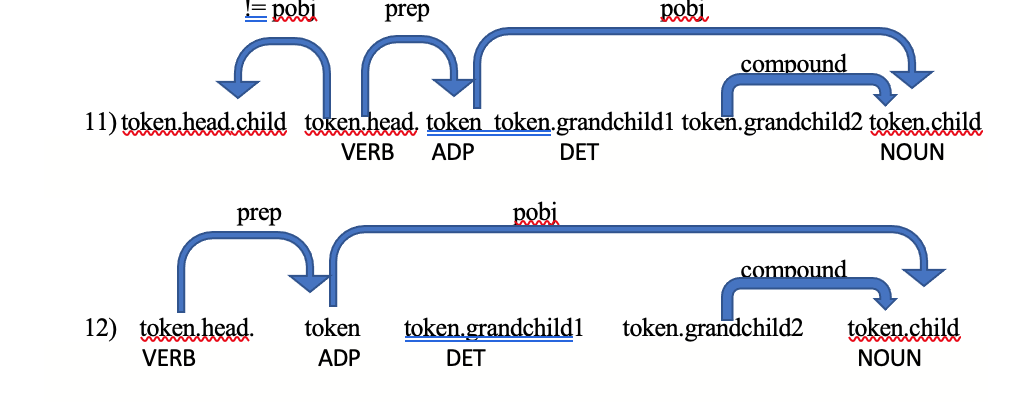 != pobj prep pobj
compound
11) token.head.child token.head. token token.grandchild1 token.grandchild2 token.child
VERB ADP DET NOUN
prep pobj
compound
12) token.head. token token.grandchild1 token.grandchild2 token.child
VERB ADP DET NOUN